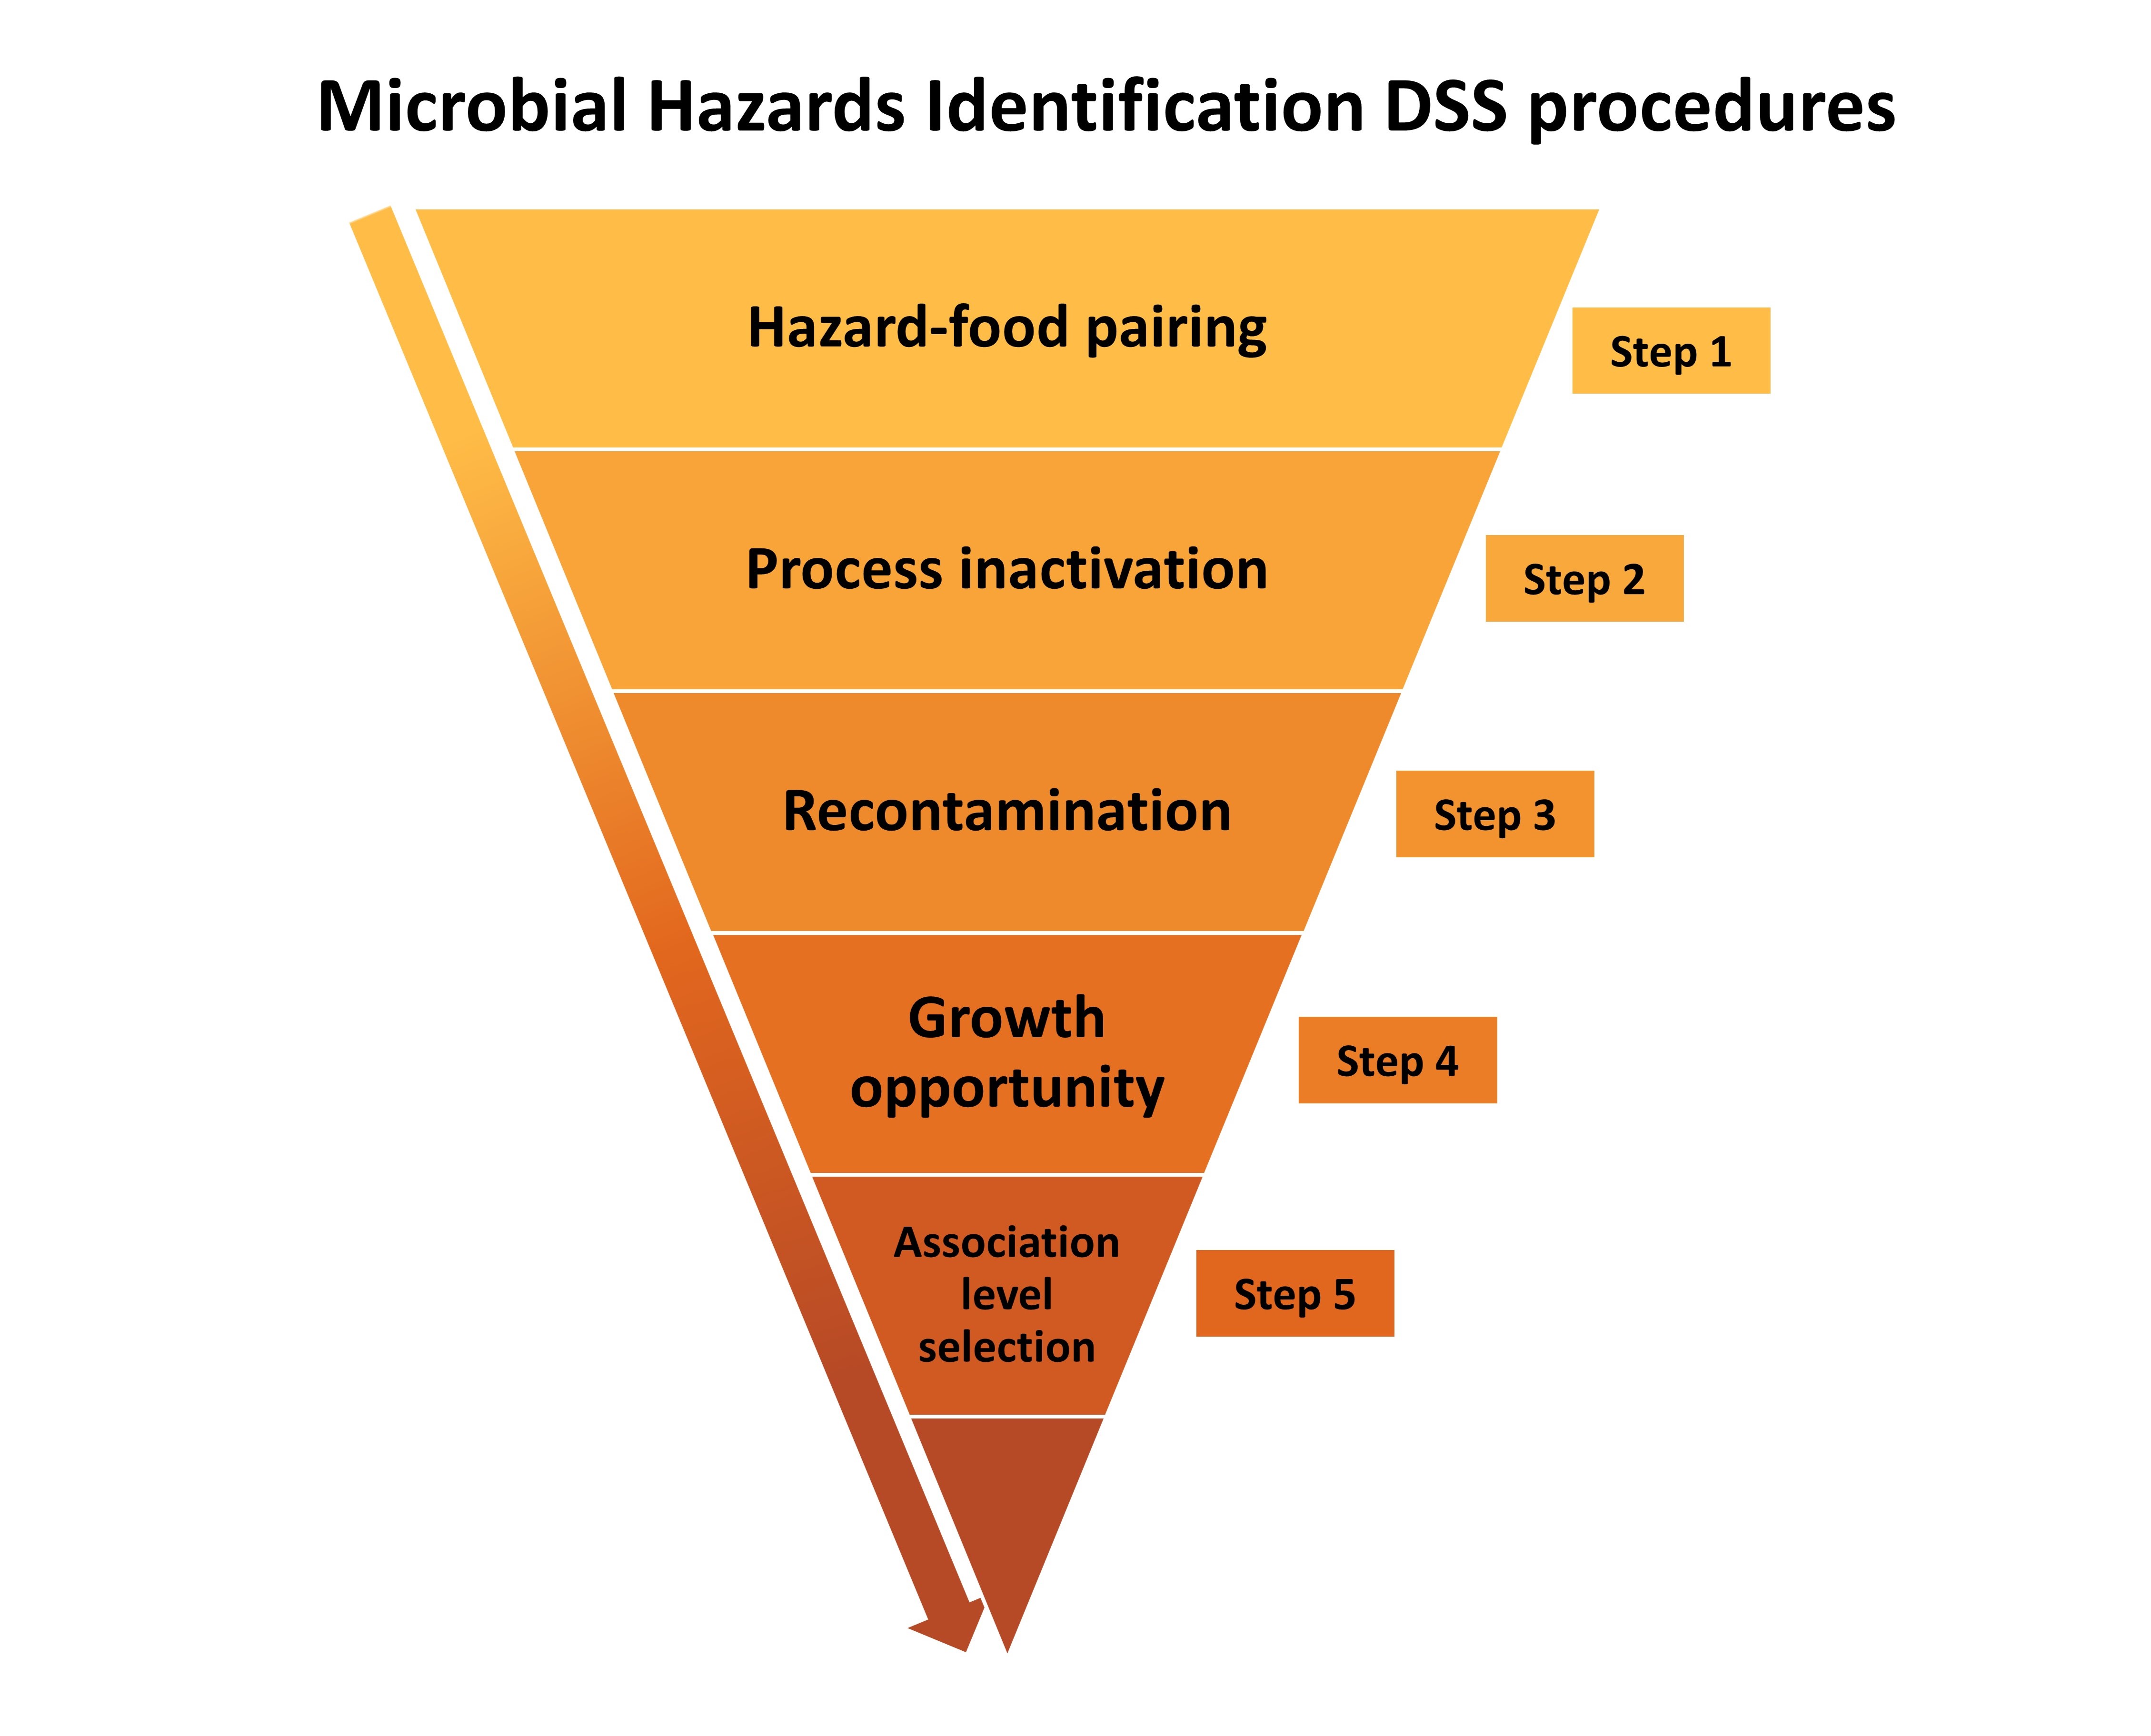 Microbial Hazards Identification DSS procedures
Hazard-food pairing
Step 1
Process inactivation
Step 2
Recontamination
Step 3
Growth
opportunity
Step 4
Association
level
selection
Step 5